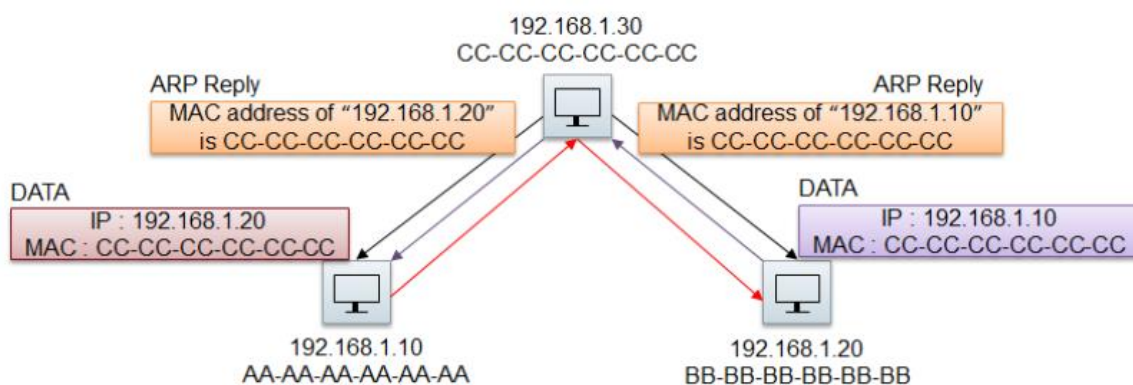 192.168.1.30
CC-CC-CC-CC-CC-CC
ARP Reply
MAC address of “192.168.1.20”
is CC-CC-CC-CC-CC-CC
ARP Reply
MAC address of “192.168.1.10”
is CC-CC-CC-CC-CC-CC
DATA
IP : 192.168.1.20
MAC : CC-CC-CC-CC-CC-CC
DATA
IP : 192.168.1.10
MAC : CC-CC-CC-CC-CC-CC
192.168.1.10
AA-AA-AA-AA-AA-AA
192.168.1.20
BB-BB-BB-BB-BB-BB